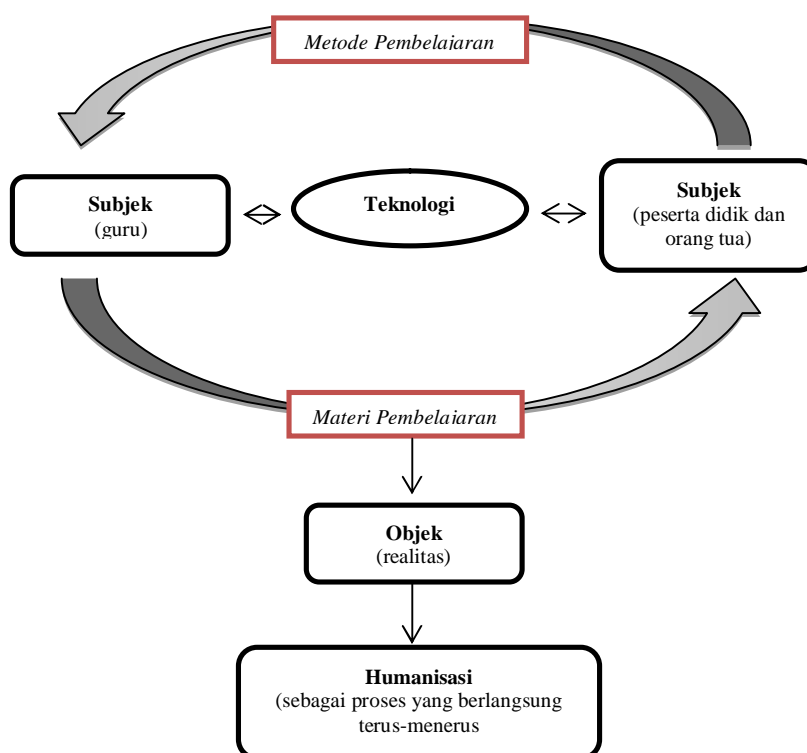 Metode Pembelajaran
Subjek
(guru)
Teknologi
Subjek
(peserta didik dan
orang tua)
Materi Pembelajaran
Objek
(realitas)
Humanisasi
(sebagai proses yang berlangsung
terus-menerus